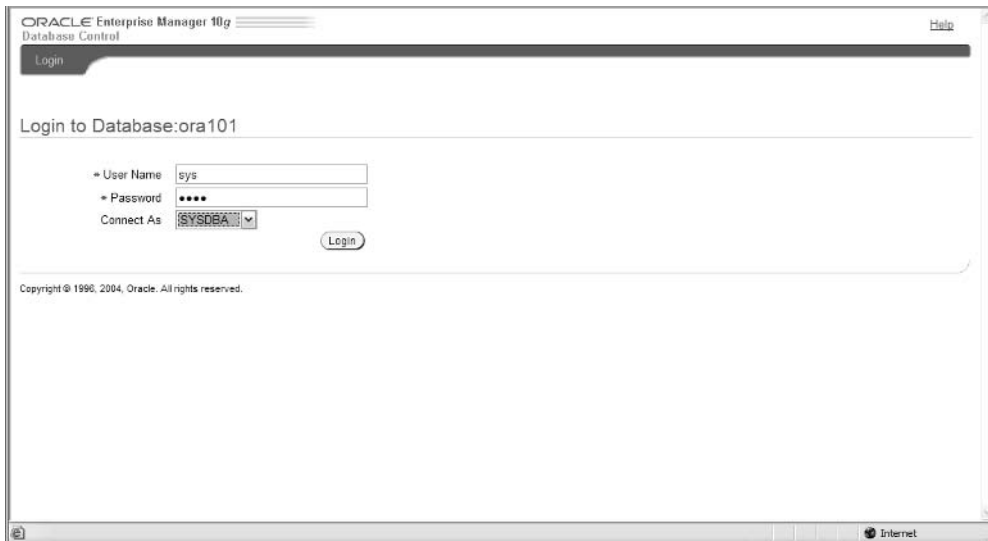 ORACLE Enterprise Manager 10g
Database Control
Help
Login
Login to Database:ora101
* User Name sys
* Password ••••
Connect As SYSDBA
Login
Copyright © 1996, 2004, Oracle. All rights reserved.
Internet